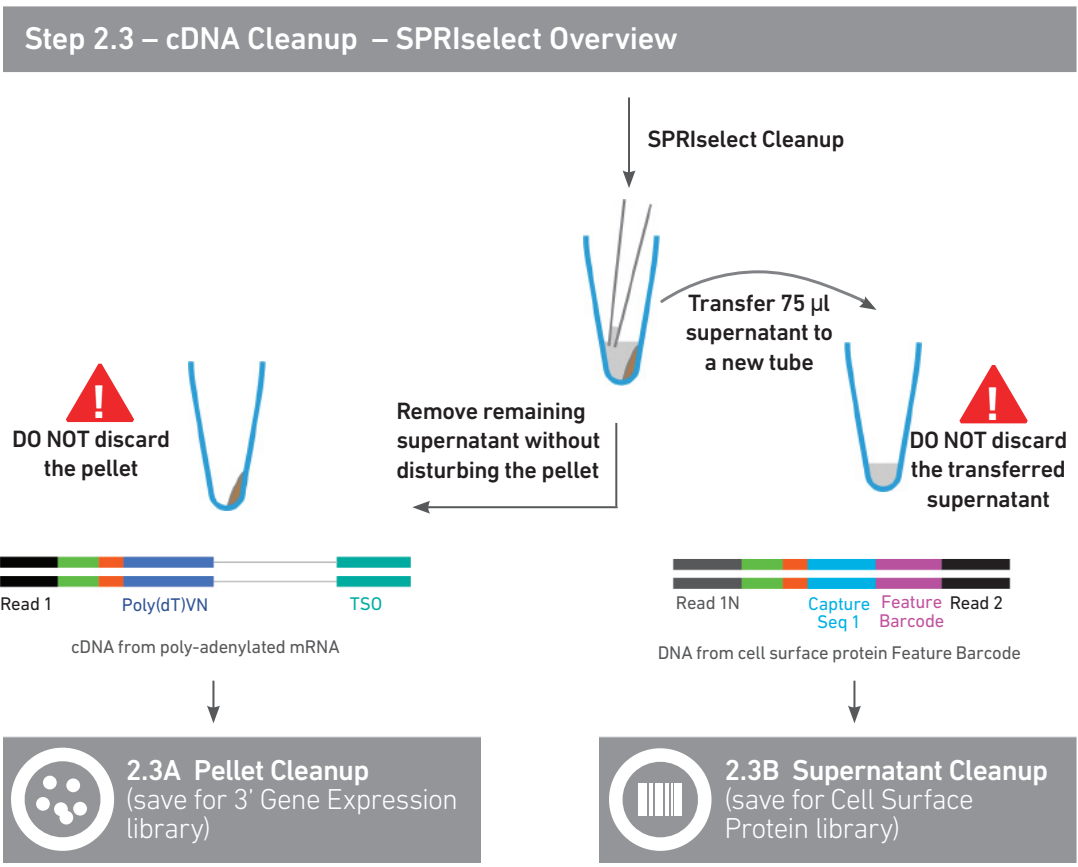 Step 2.3 – cDNA Cleanup – SPRIselect Overview
SPRIselect Cleanup
Transfer 75 µl
supernatant to
a new tube
!
DO NOT discard
the pellet
Remove remaining
supernatant without
disturbing the pellet
!
DO NOT discard
the transferred
supernatant
Read 1
Poly(dT)VN
TSO
cDNA from poly-adenylated mRNA
Read 1N
Capture
Seq 1
Feature
Barcode
Read 2
DNA from cell surface protein Feature Barcode
2.3A Pellet Cleanup
(save for 3' Gene Expression
library)
2.3B Supernatant Cleanup
(save for Cell Surface
Protein library)